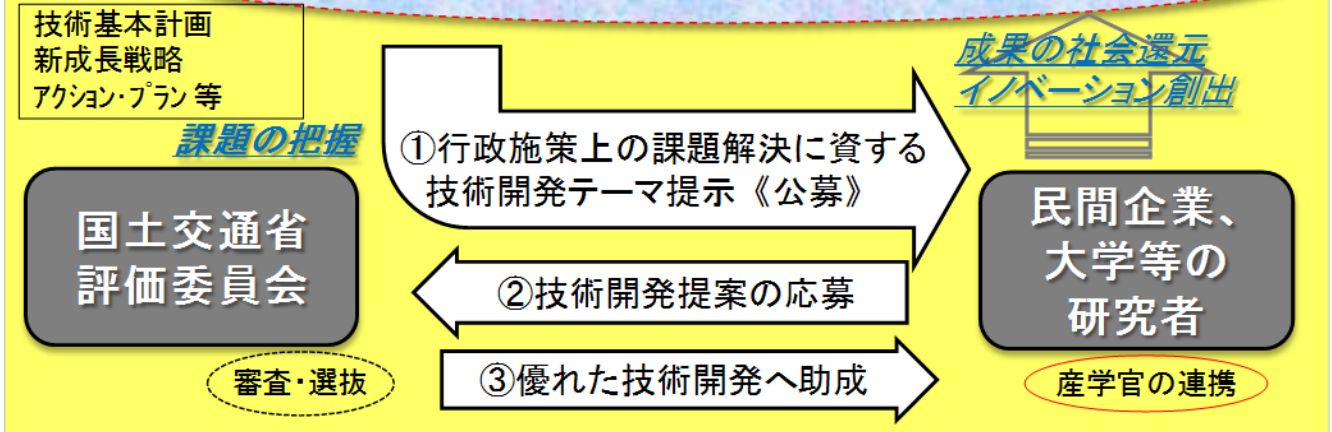 技術基本計画
新成長戦略
ｱｸｼｮﾝ･ﾌﾟﾗﾝ 等
課題の把握
国土交通省
評価委員会
審査・選抜
①行政施策上の課題解決に資する
技術開発テーマ提示《公募》
②技術開発提案の応募
③優れた技術開発へ助成
成果の社会還元
イノベーション創出
民間企業、
大学等の
研究者
産学官の連携